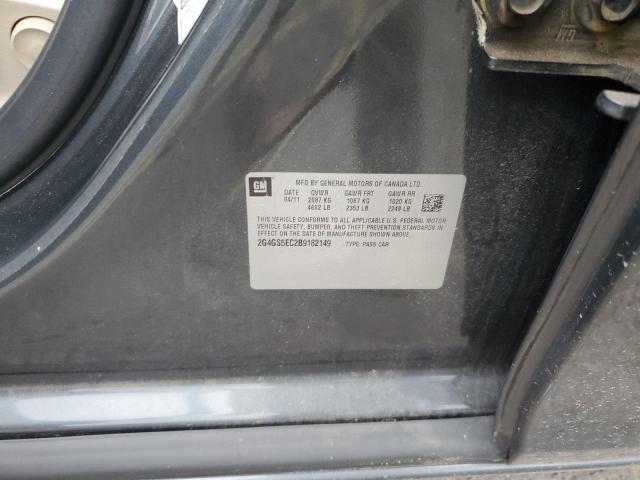 GM
MFD BY GENERAL MOTORS OF CANADA LTD.
DATE GVWR GAWR FRT GAWR RR
04/11 2087 KG 1067 KG 1020 KG
4602 LB 2353 LB 2249 LB
THIS VEHICLE CONFORMS TO ALL APPLICABLE U.S. FEDERAL MOTOR
VEHICLE SAFETY, BUMPER, AND THEFT PREVENTION STANDARDS IN
EFFECT ON THE DATE OF MANUFACTURE SHOWN ABOVE.
2G4GS5EC2B9182149 TYPE: PASS CAR
GM